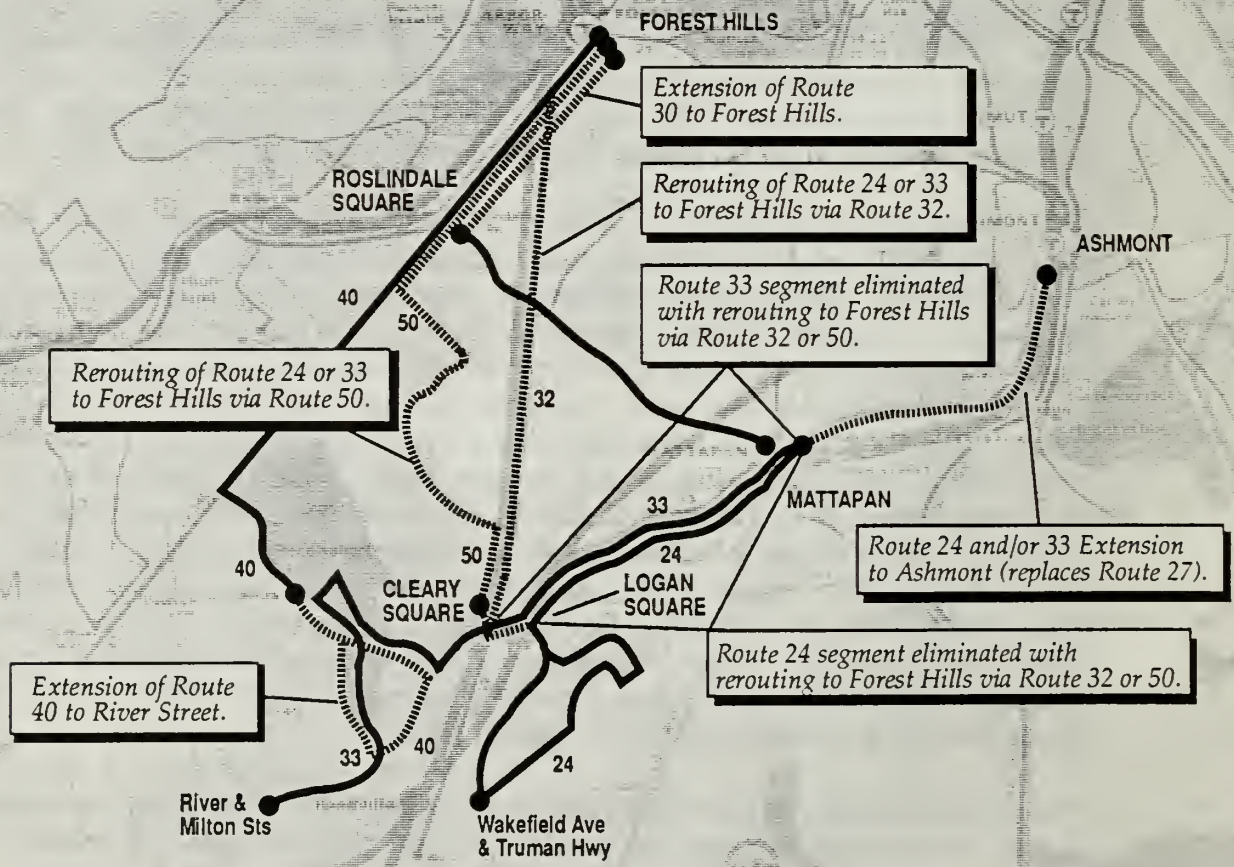 FOREST HILLS
Extension of Route
30 to Forest Hills.
ROSLINDALE
SQUARE
Rerouting of Route 24 or 33
to Forest Hills via Route 32.
ASHMONT
40
50
Route 33 segment eliminated
with rerouting to Forest Hills
via Route 32 or 50.
Rerouting of Route 24 or 33
to Forest Hills via Route 50.
32
33
MATTAPAN
24
50
40
CLEARY
SQUARE
LOGAN
SQUARE
Route 24 and/or 33 Extension
to Ashmont (replaces Route 27).
Extension of Route
40 to River Street.
Route 24 segment eliminated with
rerouting to Forest Hills via Route 32 or 50.
33
40
24
River &
Milton Sts
Wakefield Ave
& Truman Hwy